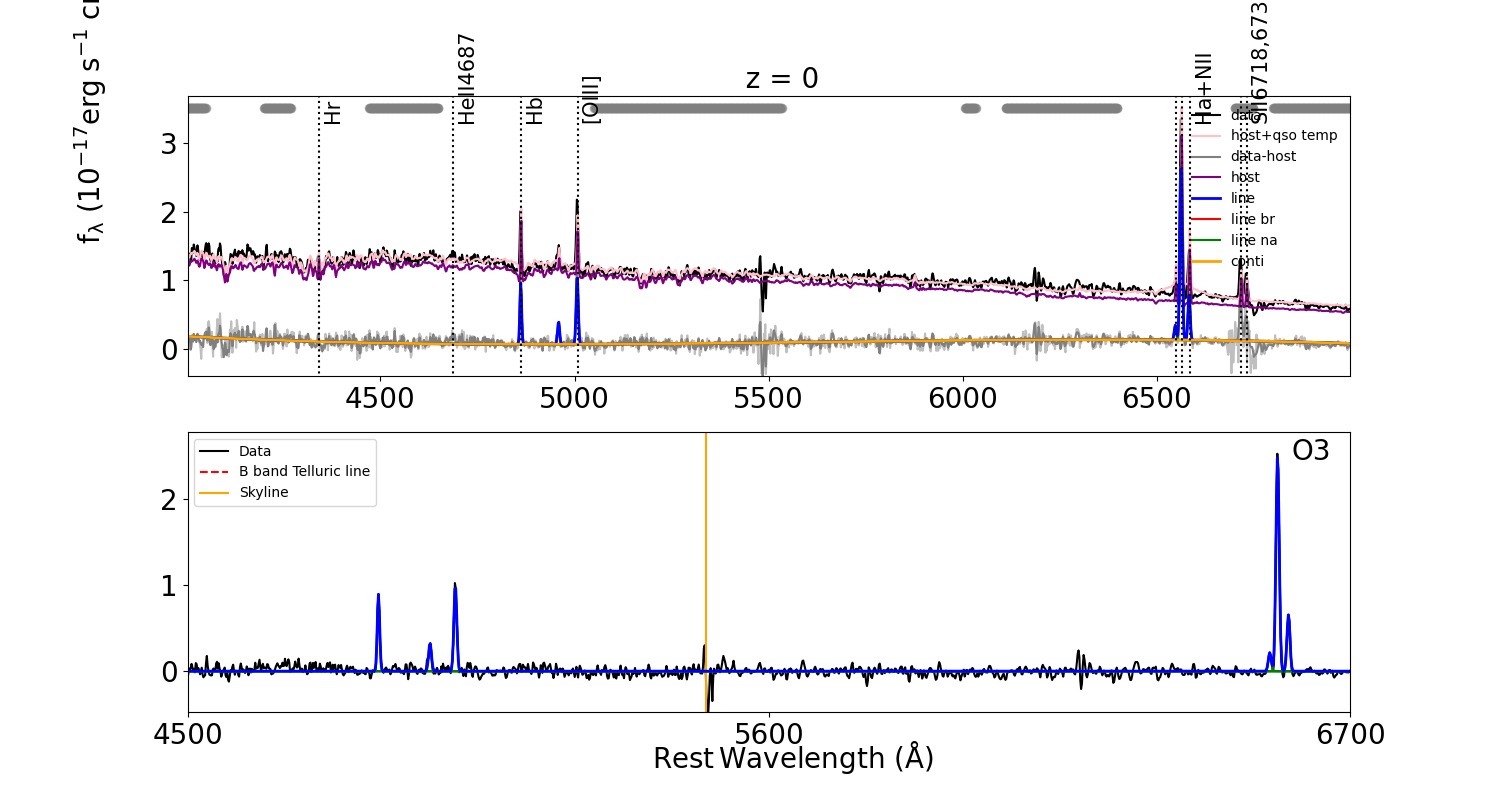 z = 0
f_λ (10^−17 erg s^−1 c
Hr
HeII4687
Hb
[OIII]
Ha+NII
SII6718,673
data
host+qso temp
data-host
host
line
line br
line na
conti
3
2
1
0
4500 5000 5500 6000 6500
Data
B band Telluric line
Skyline
O3
2
1
0
4500 5600 6700
Rest Wavelength (Å)